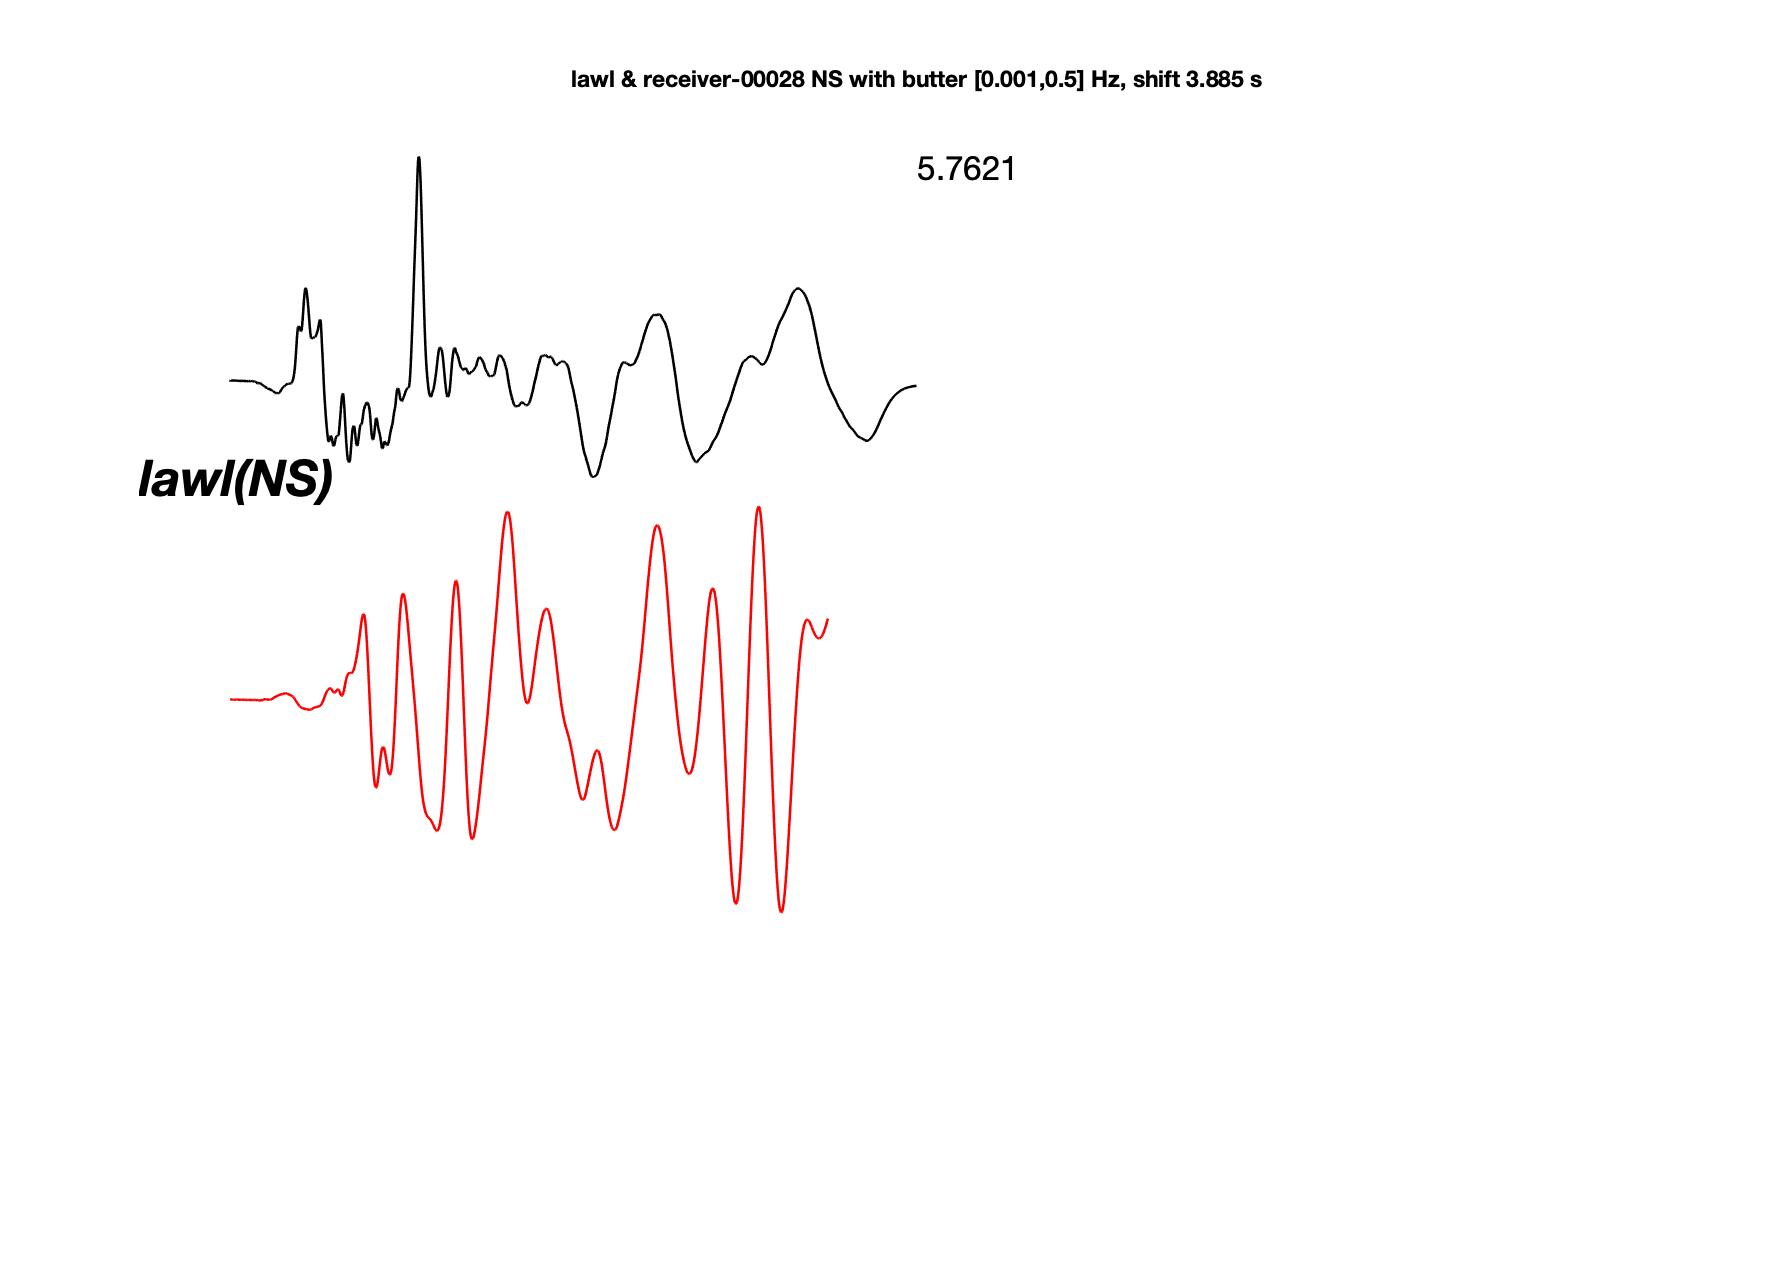 lawl & receiver-00028 NS with butter [0.001,0.5] Hz, shift 3.885 s
5.7621
lawl(NS)